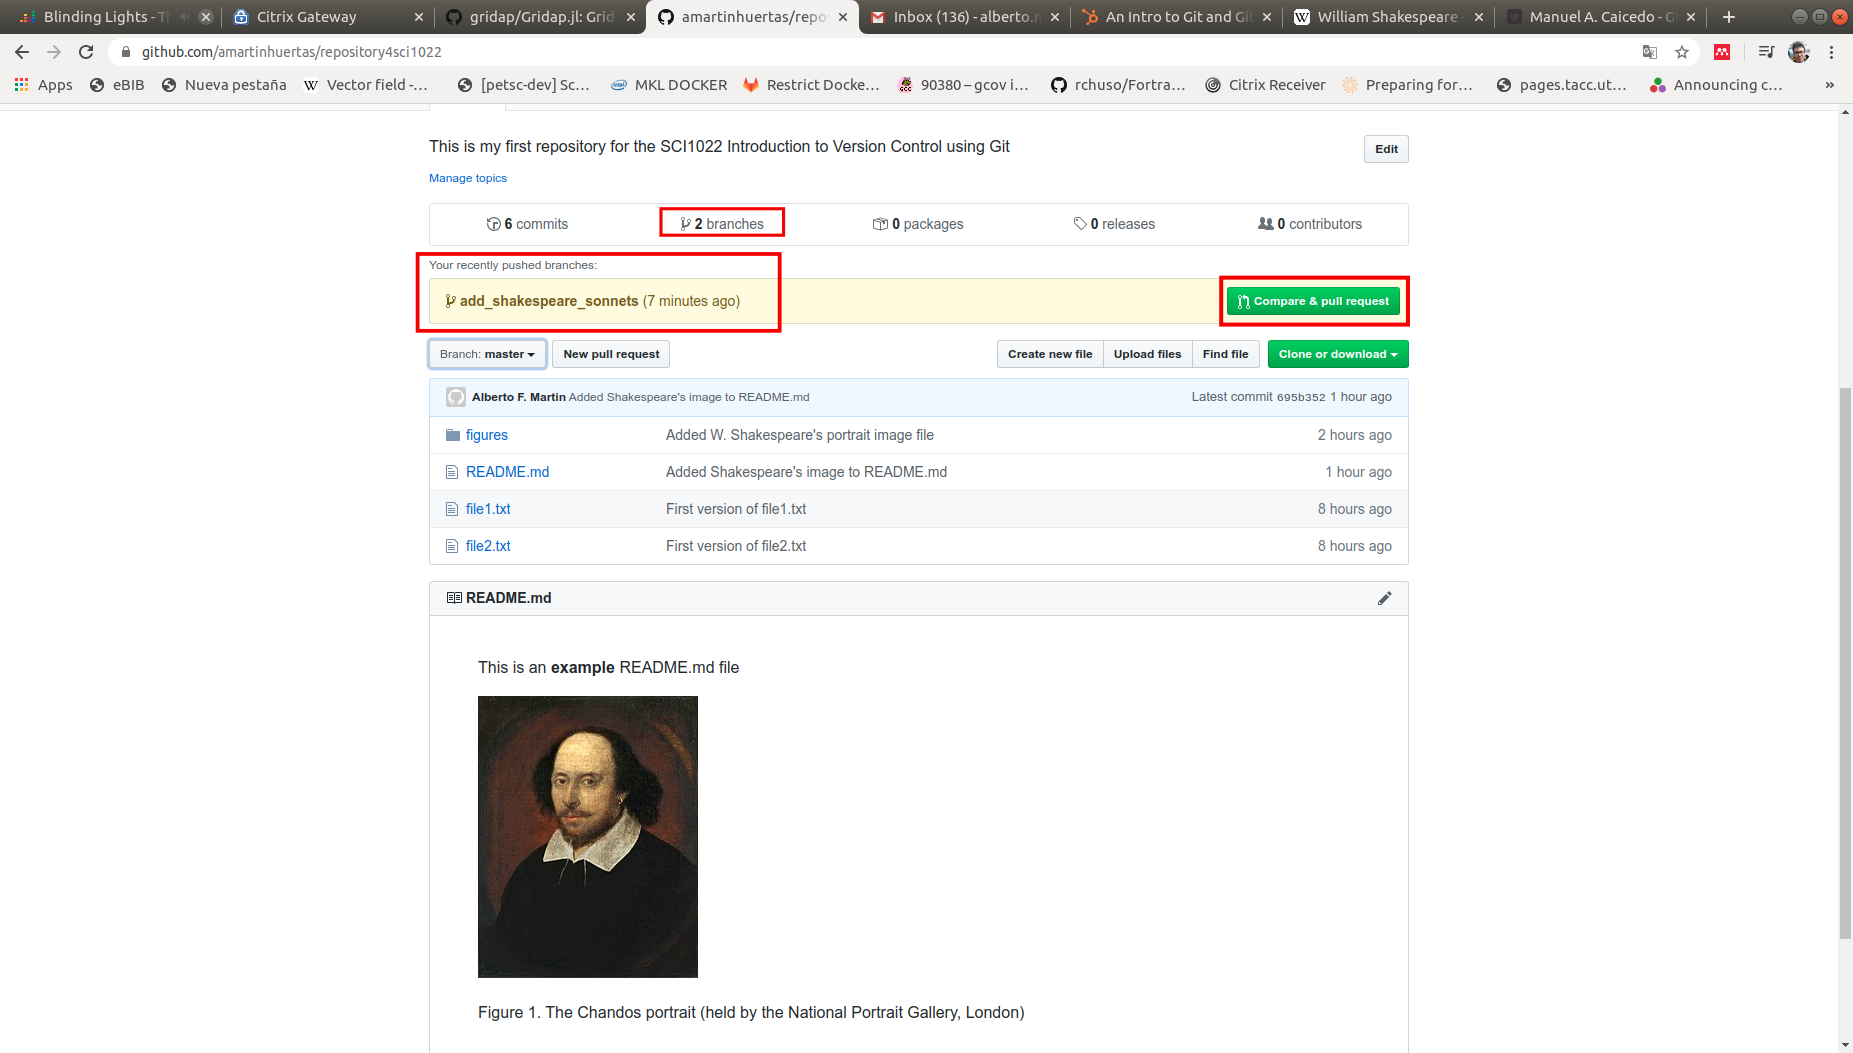 Blinding Lights - Th
Citrix Gateway
gridap/Gridap.jl: Grid
amartinhuertas/repos
Inbox (136) - alberto.m
An Intro to Git and Gi
William Shakespeare -
Manuel A. Caicedo - G
github.com/amartinhuertas/repository4sci1022
Apps
eBIB
Nueva pestaña
Vector field -...
[petsc-dev] Sc...
MKL DOCKER
Restrict Docke...
90380 – gcov i...
rchuso/Fortra...
Citrix Receiver
Preparing for...
pages.tacc.ut...
Announcing c...
»
This is my first repository for the SCI1022 Introduction to Version Control using Git
Edit
Manage topics
6 commits
2 branches
0 packages
0 releases
0 contributors
Your recently pushed branches:
add_shakespeare_sonnets (7 minutes ago)
Compare & pull request
Branch: master
New pull request
Create new file
Upload files
Find file
Clone or download
Alberto F. Martin Added Shakespeare's image to README.md
Latest commit 695b352 1 hour ago
figures
Added W. Shakespeare's portrait image file
2 hours ago
README.md
Added Shakespeare's image to README.md
1 hour ago
file1.txt
First version of file1.txt
8 hours ago
file2.txt
First version of file2.txt
8 hours ago
README.md
This is an example README.md file
Figure 1. The Chandos portrait (held by the National Portrait Gallery, London)